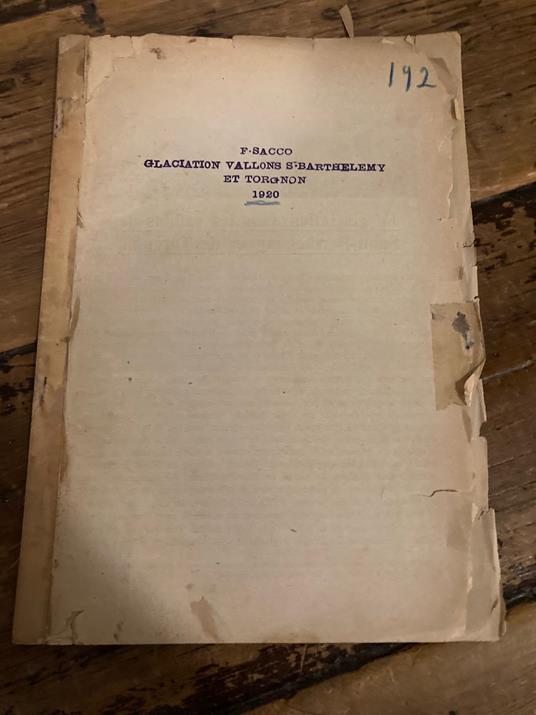 192
F·SACCO
GLACIATION VALLONS S·BARTHELEMY
ET TORGNON
1920